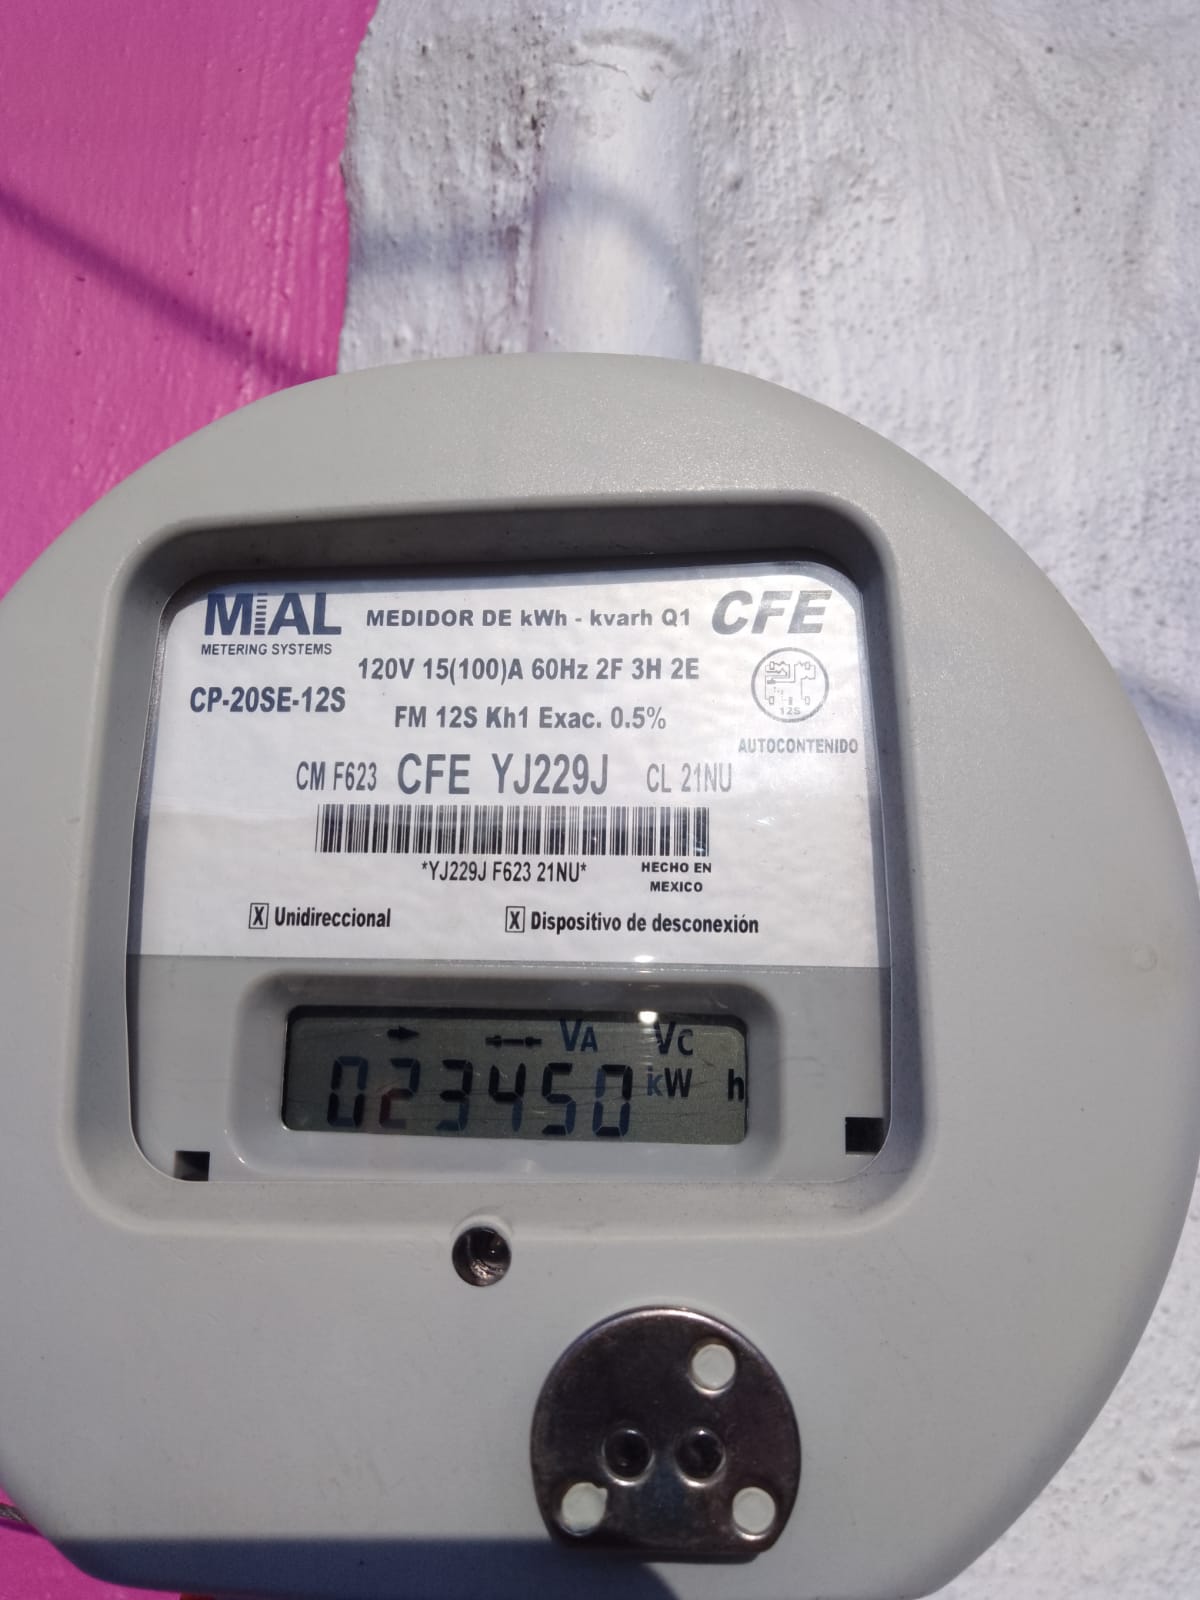 MIAL MEDIDOR DE kWh - kvarh Q1 CFE
METERING SYSTEMS
120V 15(100)A 60Hz 2F 3H 2E
CP-20SE-12S
FM 12S Kh1 Exac. 0.5%
12S
AUTOCONTENIDO
CM F623 CFE YJ229J CL 21NU
*YJ229J F623 21NU*
HECHO EN
MEXICO
X Unidireccional X Dispositivo de desconexión
VA VC
023450 kW h